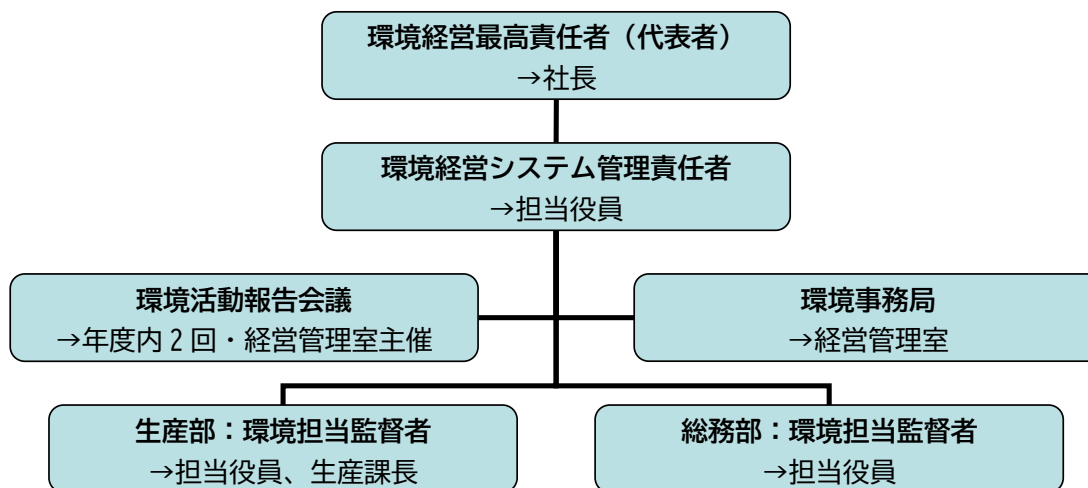 環境経営最高責任者（代表者）
→社長
環境経営システム管理責任者
→担当役員
環境活動報告会議
→年度内2回・経営管理室主催
環境事務局
→経営管理室
生産部：環境担当監督者
→担当役員、生産課長
総務部：環境担当監督者
→担当役員